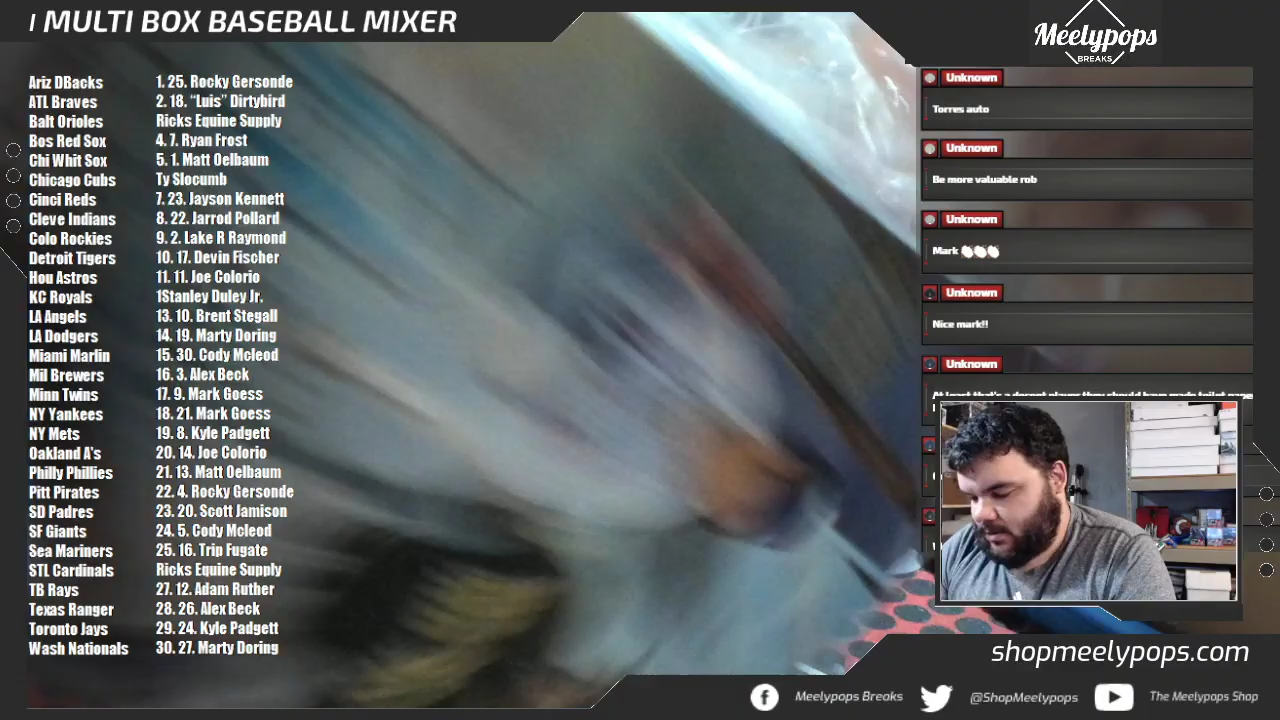 MULTI BOX BASEBALL MIXER
Meelypops
BREAKS
Ariz DBacks 1. 25. Rocky Gersonde
ATL Braves 2. 18. "Luis" Dirtybird
Balt Orioles Ricks Equine Supply
Bos Red Sox 4. 7. Ryan Frost
Chi Whit Sox 5. 1. Matt Oelbaum
Chicago Cubs Ty Slocumb
Cinci Reds 7. 23. Jayson Kennett
Cleve Indians 8. 22. Jarrod Pollard
Colo Rockies 9. 2. Lake R Raymond
Detroit Tigers 10. 17. Devin Fischer
Hou Astros 11. 11. Joe Colorio
KC Royals 1Stanley Duley Jr.
LA Angels 13. 10. Brent Stegall
LA Dodgers 14. 19. Marty Doring
Miami Marlin 15. 30. Cody Mcleod
Mil Brewers 16. 3. Alex Beck
Minn Twins 17. 9. Mark Goess
NY Yankees 18. 21. Mark Goess
NY Mets 19. 8. Kyle Padgett
Oakland A's 20. 14. Joe Colorio
Philly Phillies 21. 13. Matt Oelbaum
Pitt Pirates 22. 4. Rocky Gersonde
SD Padres 23. 20. Scott Jamison
SF Giants 24. 5. Cody Mcleod
Sea Mariners 25. 16. Trip Fugate
STL Cardinals Ricks Equine Supply
TB Rays 27. 12. Adam Ruther
Texas Ranger 28. 26. Alex Beck
Toronto Jays 29. 24. Kyle Padgett
Wash Nationals 30. 27. Marty Doring
Unknown
Torres auto
Unknown
Be more valuable rob
Unknown
Mark 👏🏻👏🏻👏🏻
Unknown
Nice mark!!
Unknown
At least that's a decent player they should have made toilet
shopmeelypops.com
Meelypops Breaks @ShopMeelypops The Meelypops Shop